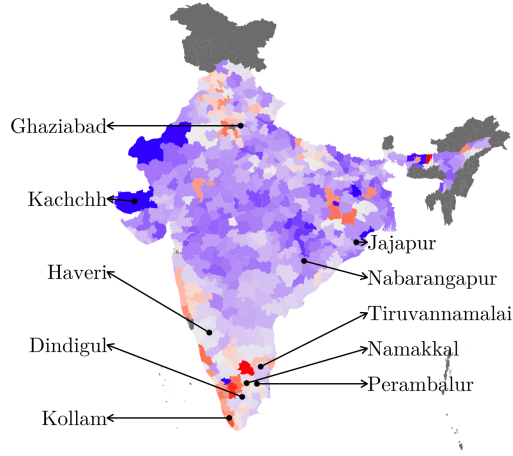 Ghaziabad
Kachchh
Haveri
Dindigul
Kollam
Jajapur
Nabarangapur
Tiruvannamalai
Namakkal
Perambalur